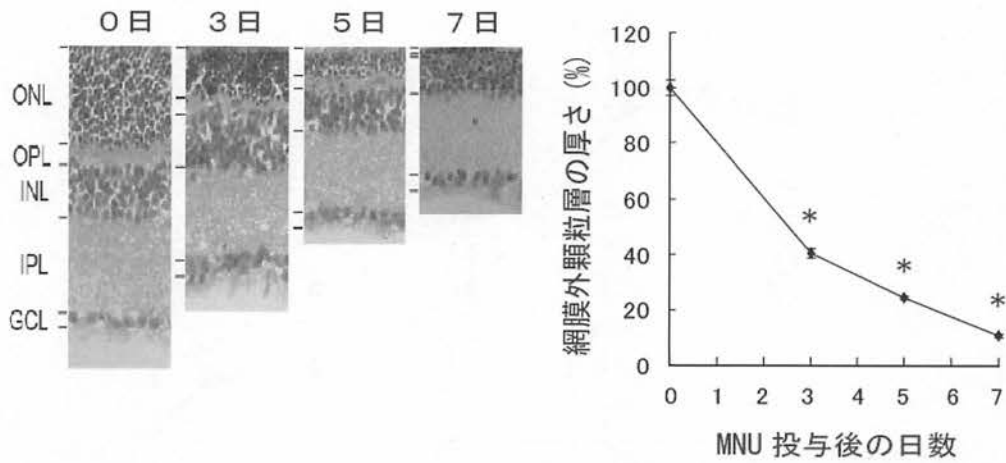 0日 3日 5日 7日
ONL
OPL
INL
IPL
GCL
網膜外顆粒層の厚さ (%)
120
100
80
60
40
20
0
* * *
0 1 2 3 3 5 6 7
MNU 投与後の日数